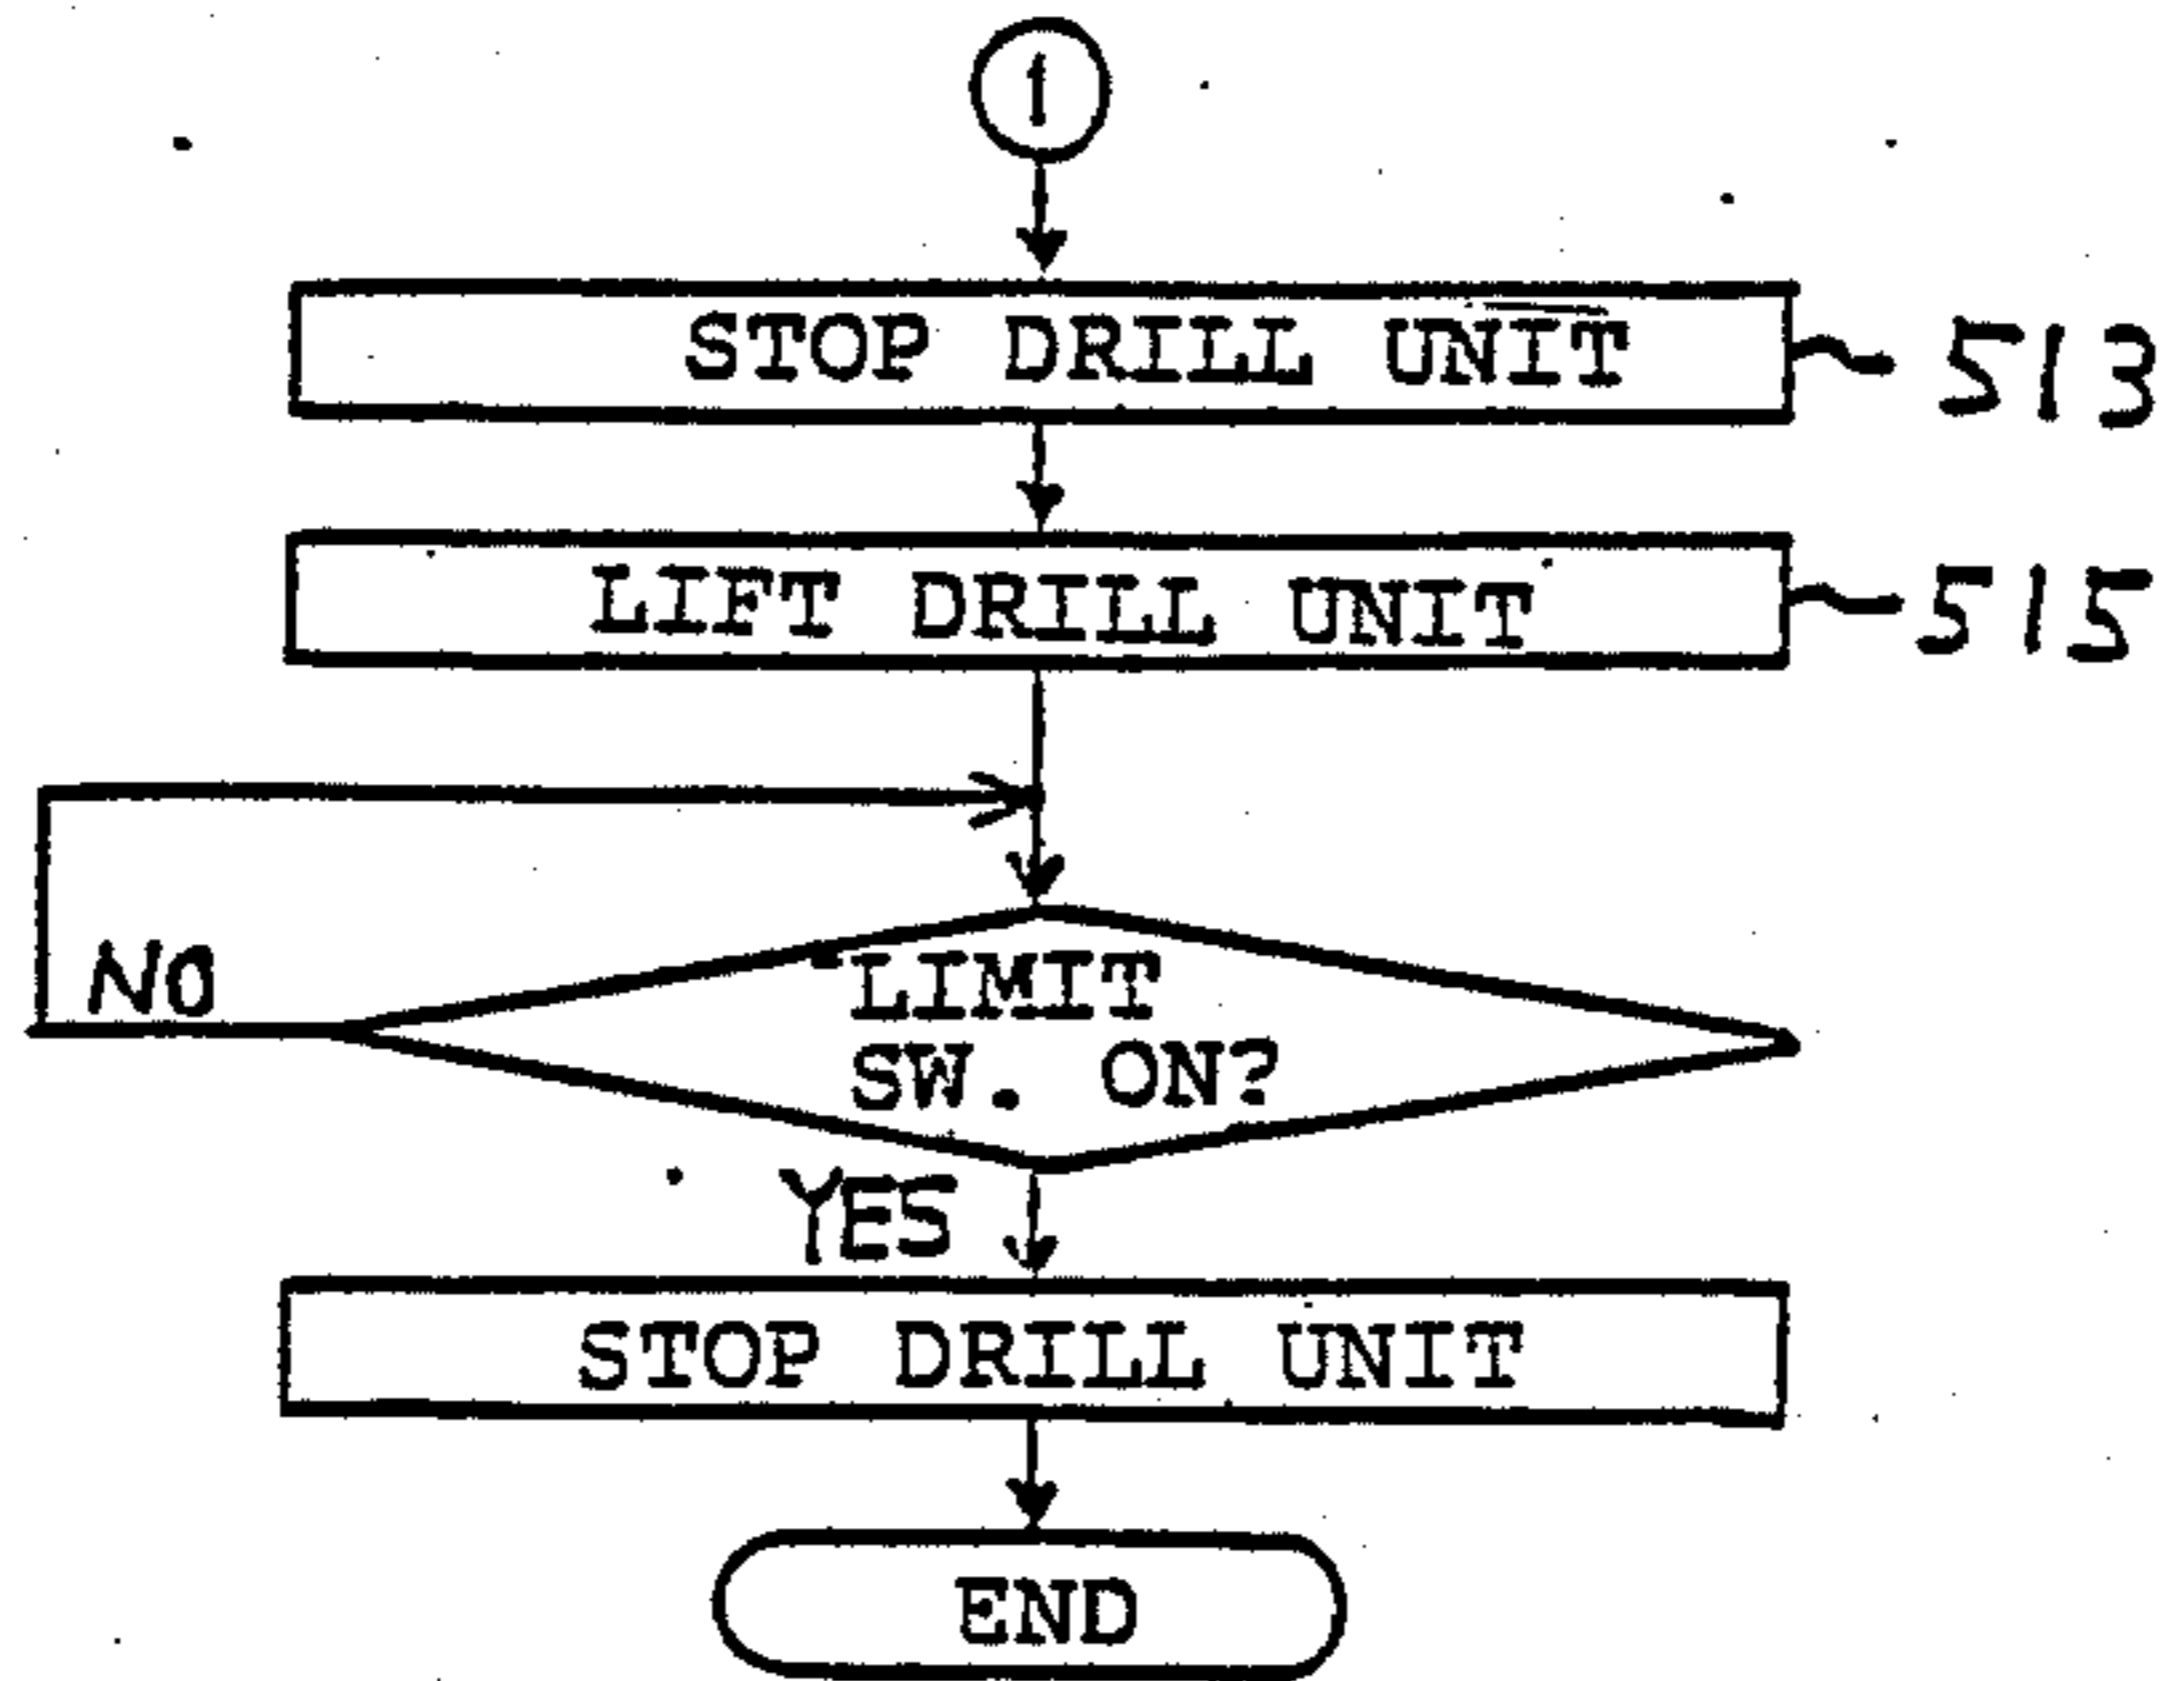 1
STOP DRILL UNIT
513
LIFT DRILL UNIT
515
LIMIT
SW. ON?
NO
YES
STOP DRILL UNIT
END